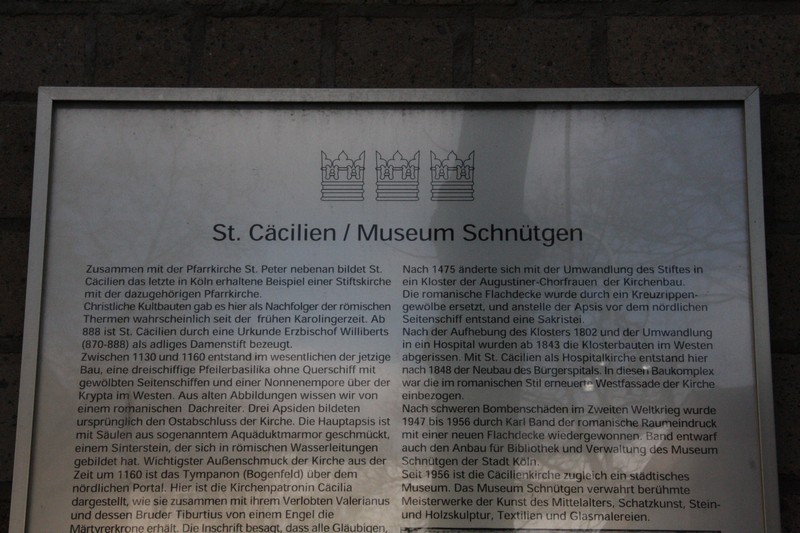 St. Cäcilien / Museum Schnütgen
Zusammen mit der Pfarrkirche St. Peter nebenan bildet St.
Cäcilien das letzte in Köln erhaltene Beispiel einer Stiftskirche
mit der dazugehörigen Pfarrkirche.
Christliche Kultbauten gab es hier als Nachfolger der römischen
Thermen wahrscheinlich seit der frühen Karolingerzeit. Ab
888 ist St. Cäcilien durch eine Urkunde Erzbischof Williberts
(870-888) als adliges Damenstift bezeugt.
Zwischen 1130 und 1160 entstand im wesentlichen der jetzige
Bau, eine dreischiffige Pfeilerbasilika ohne Querschiff mit
gewölbten Seitenschiffen und einer Nonnenempore über der
Krypta im Westen. Aus alten Abbildungen wissen wir von
einem romanischen Dachreiter. Drei Apsiden bildeten
ursprünglich den Ostabschluss der Kirche. Die Hauptapsis ist
mit Säulen aus sogenanntem Aquäduktmarmor geschmückt,
einem Sinterstein, der sich in römischen Wasserleitungen
gebildet hat. Wichtigster Außenschmuck der Kirche aus der
Zeit um 1160 ist das Tympanon (Bogenfeld) über dem
nördlichen Portal. Hier ist die Kirchenpatronin Cäcilia
dargestellt, wie sie zusammen mit ihrem Verlobten Valerianus
und dessen Bruder Tiburtius von einem Engel die
Märtyrerkrone erhält. Die Inschrift besagt, dass alle Gläubigen,
Nach 1475 änderte sich mit der Umwandlung des Stiftes in
ein Kloster der Augustiner-Chorfrauen der Kirchenbau.
Die romanische Flachdecke wurde durch ein Kreuzrippen-
gewölbe ersetzt, und anstelle der Apsis vor dem nördlichen
Seitenschiff entstand eine Sakristei.
Nach der Aufhebung des Klosters 1802 und der Umwandlung
in ein Hospital wurden ab 1843 die Klosterbauten im Westen
abgerissen. Mit St. Cäcilien als Hospitalkirche entstand hier
nach 1848 der Neubau des Bürgerspitals. In diesen Baukomplex
war die im romanischen Stil erneuerte Westfassade der Kirche
einbezogen.
Nach schweren Bombenschäden im Zweiten Weltkrieg wurde
1947 bis 1956 durch Karl Band der romanische Raumeindruck
mit einer neuen Flachdecke wiedergewonnen. Band entwarf
auch den Anbau für Bibliothek und Verwaltung des Museum
Schnütgen der Stadt Köln.
Seit 1956 ist die Cäcilienkirche zugleich ein städtisches
Museum. Das Museum Schnütgen verwahrt berühmte
Meisterwerke der Kunst des Mittelalters, Schatzkunst, Stein-
und Holzskulptur, Textilien und Glasmalereien.